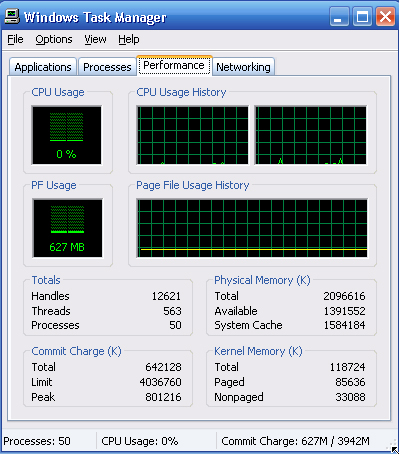 Windows Task Manager
File Options View Help
Applications Processes Performance Networking
CPU Usage
0 %
CPU Usage History
PF Usage
627 MB
Page File Usage History
Totals
Handles 12621
Threads 563
Processes 50
Physical Memory (K)
Total 2096616
Available 1391552
System Cache 1584184
Commit Charge (K)
Total 642128
Limit 4036760
Peak 801216
Kernel Memory (K)
Total 118724
Paged 85636
Nonpaged 33088
Processes: 50 CPU Usage: 0% Commit Charge: 627M / 3942M